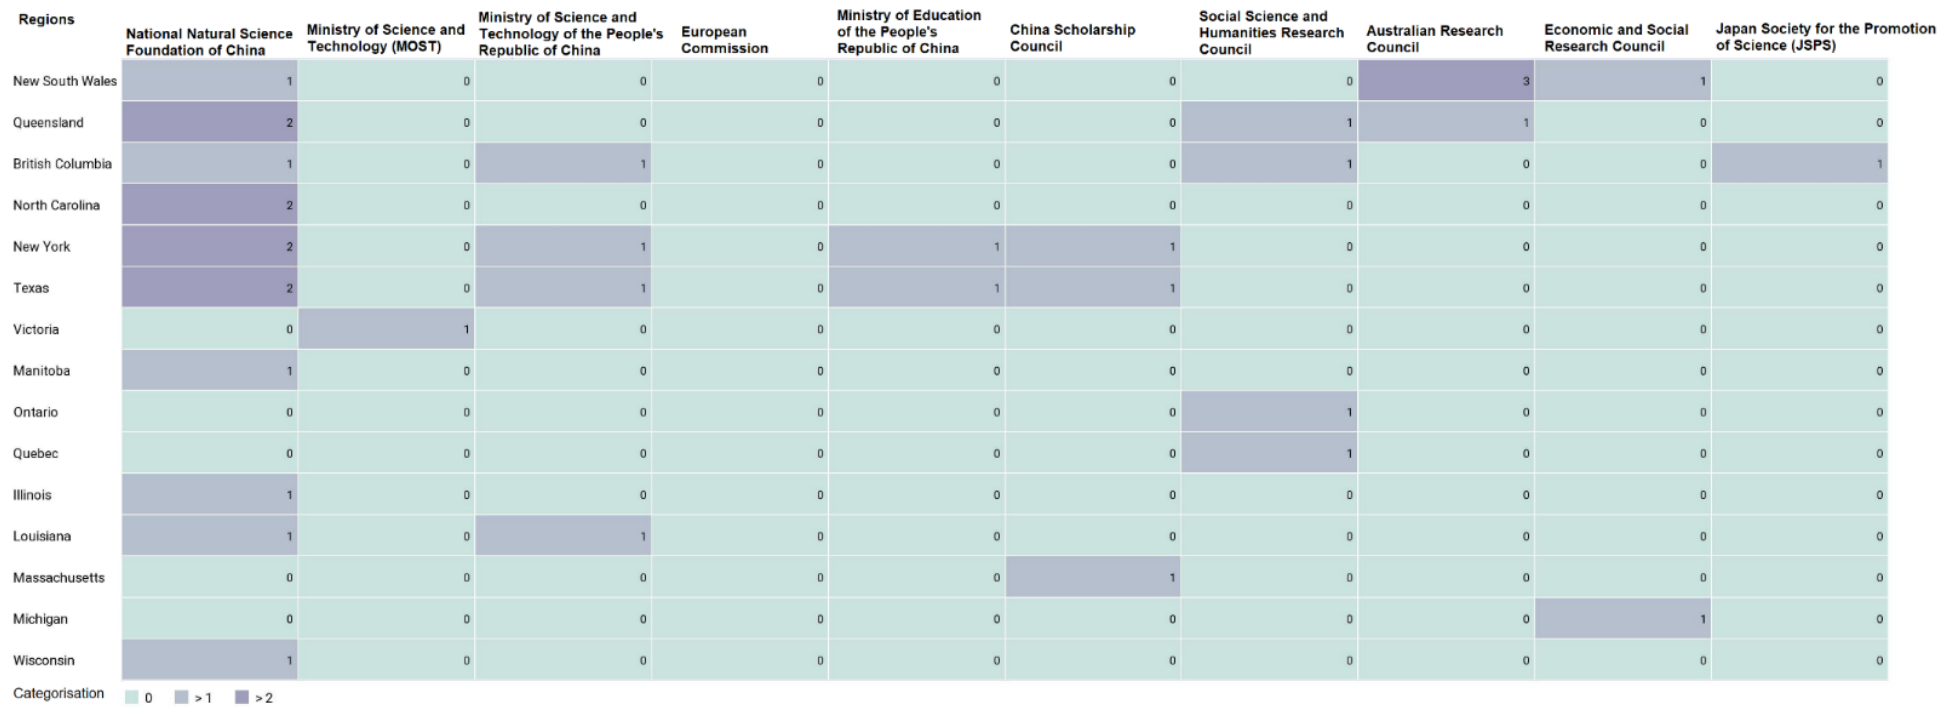 Regions
National Natural Science
Foundation of China
Ministry of Science and
Technology (MOST)
Ministry of Science and
Technology of the People's
Republic of China
European
Commission
Ministry of Education
of the People's
Republic of China
China Scholarship
Council
Social Science and
Humanities Research
Council
Australian Research
Council
Economic and Social
Research Council
Japan Society for the Promotion
of Science (JSPS)
New South Wales 1 0 0 0 0 0 0 3 1 0
Queensland 2 0 0 0 0 0 1 1 0 0
British Columbia 1 0 1 0 0 0 1 0 0 1
North Carolina 2 0 0 0 0 0 0 0 0 0
New York 2 0 1 0 1 1 0 0 0 0
Texas 2 0 1 0 1 1 0 0 0 0
Victoria 0 1 0 0 0 0 0 0 0 0
Manitoba 1 0 0 0 0 0 0 0 0 0
Ontario 0 0 0 0 0 0 1 0 0 0
Quebec 0 0 0 0 0 0 1 0 0 0
Illinois 1 0 0 0 0 0 0 0 0 0
Louisiana 1 0 1 0 0 0 0 0 0 0
Massachusetts 0 0 0 0 0 1 0 0 0 0
Michigan 0 0 0 0 0 0 0 0 1 0
Wisconsin 1 0 0 0 0 0 0 0 0 0
Categorisation 0 > 1 > 2